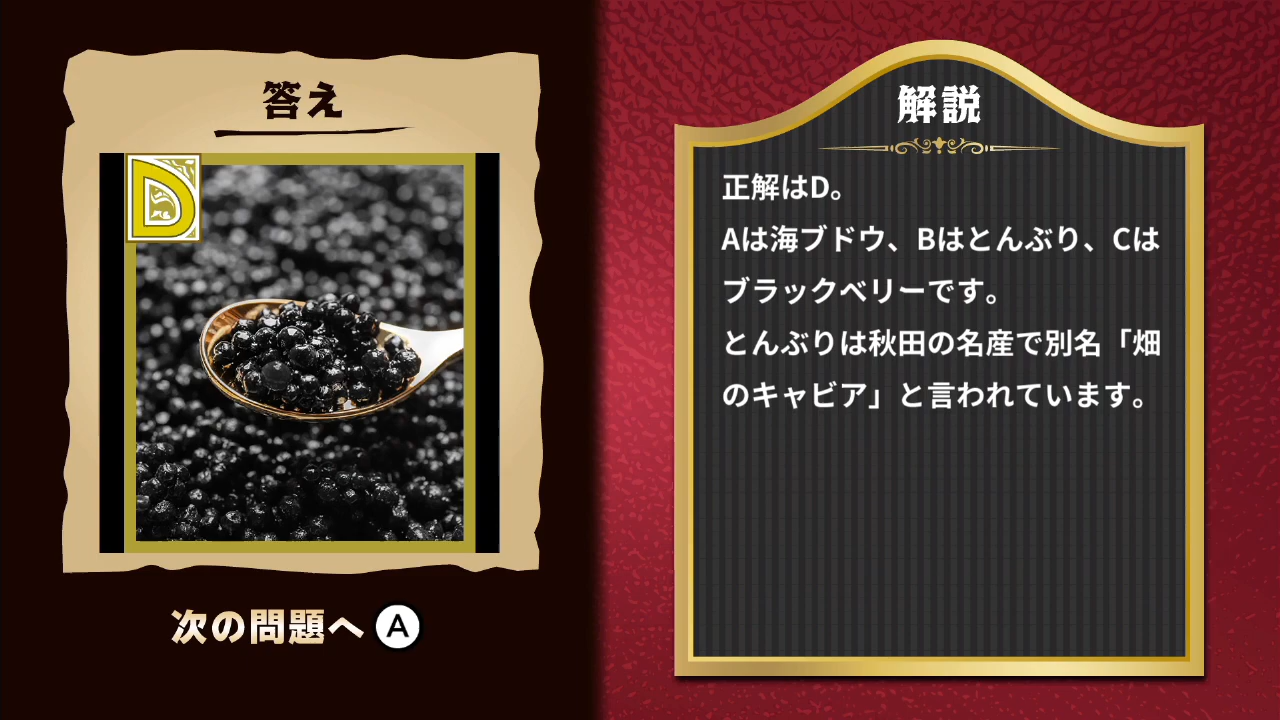 答え
D
次の問題へ A
解説
正解はD。
Aは海ブドウ、Bはとんぶり、Cは
ブラックベリーです。
とんぶりは秋田の名産で別名「畑
のキャビア」と言われています。